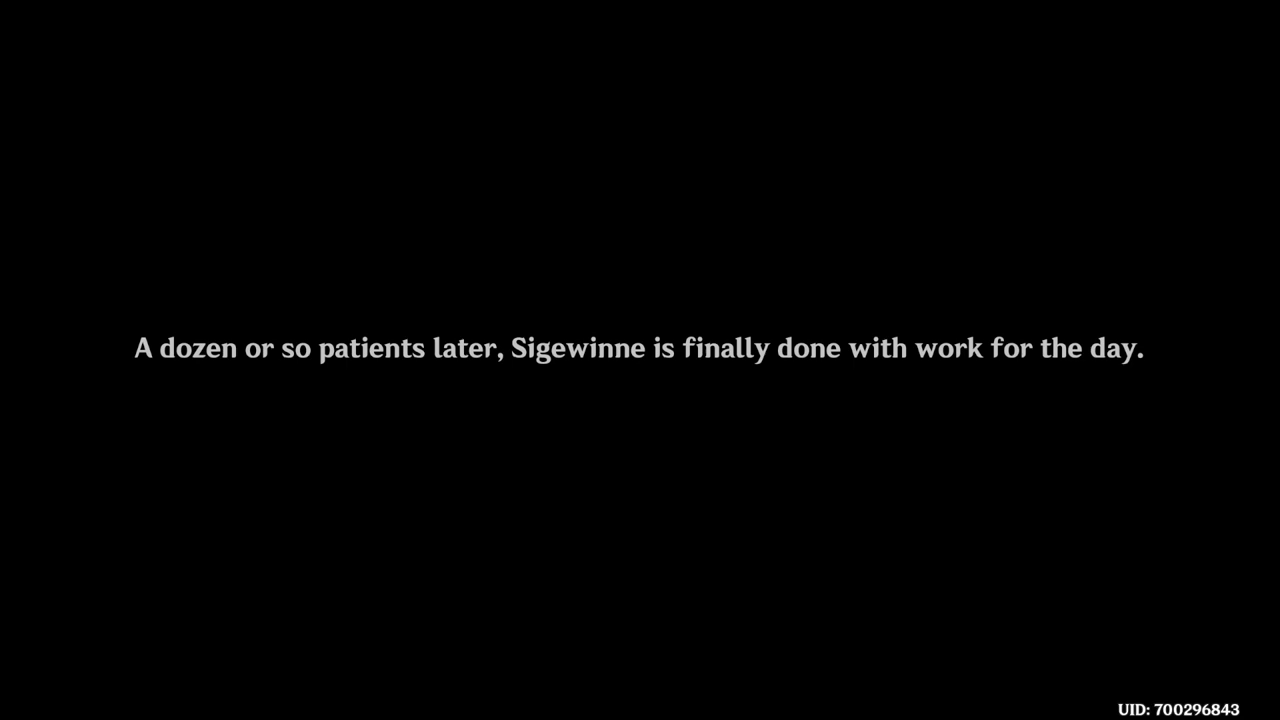 A dozen or so patients later, Sigewinne is finally done with work for the day.
UID: 700296843